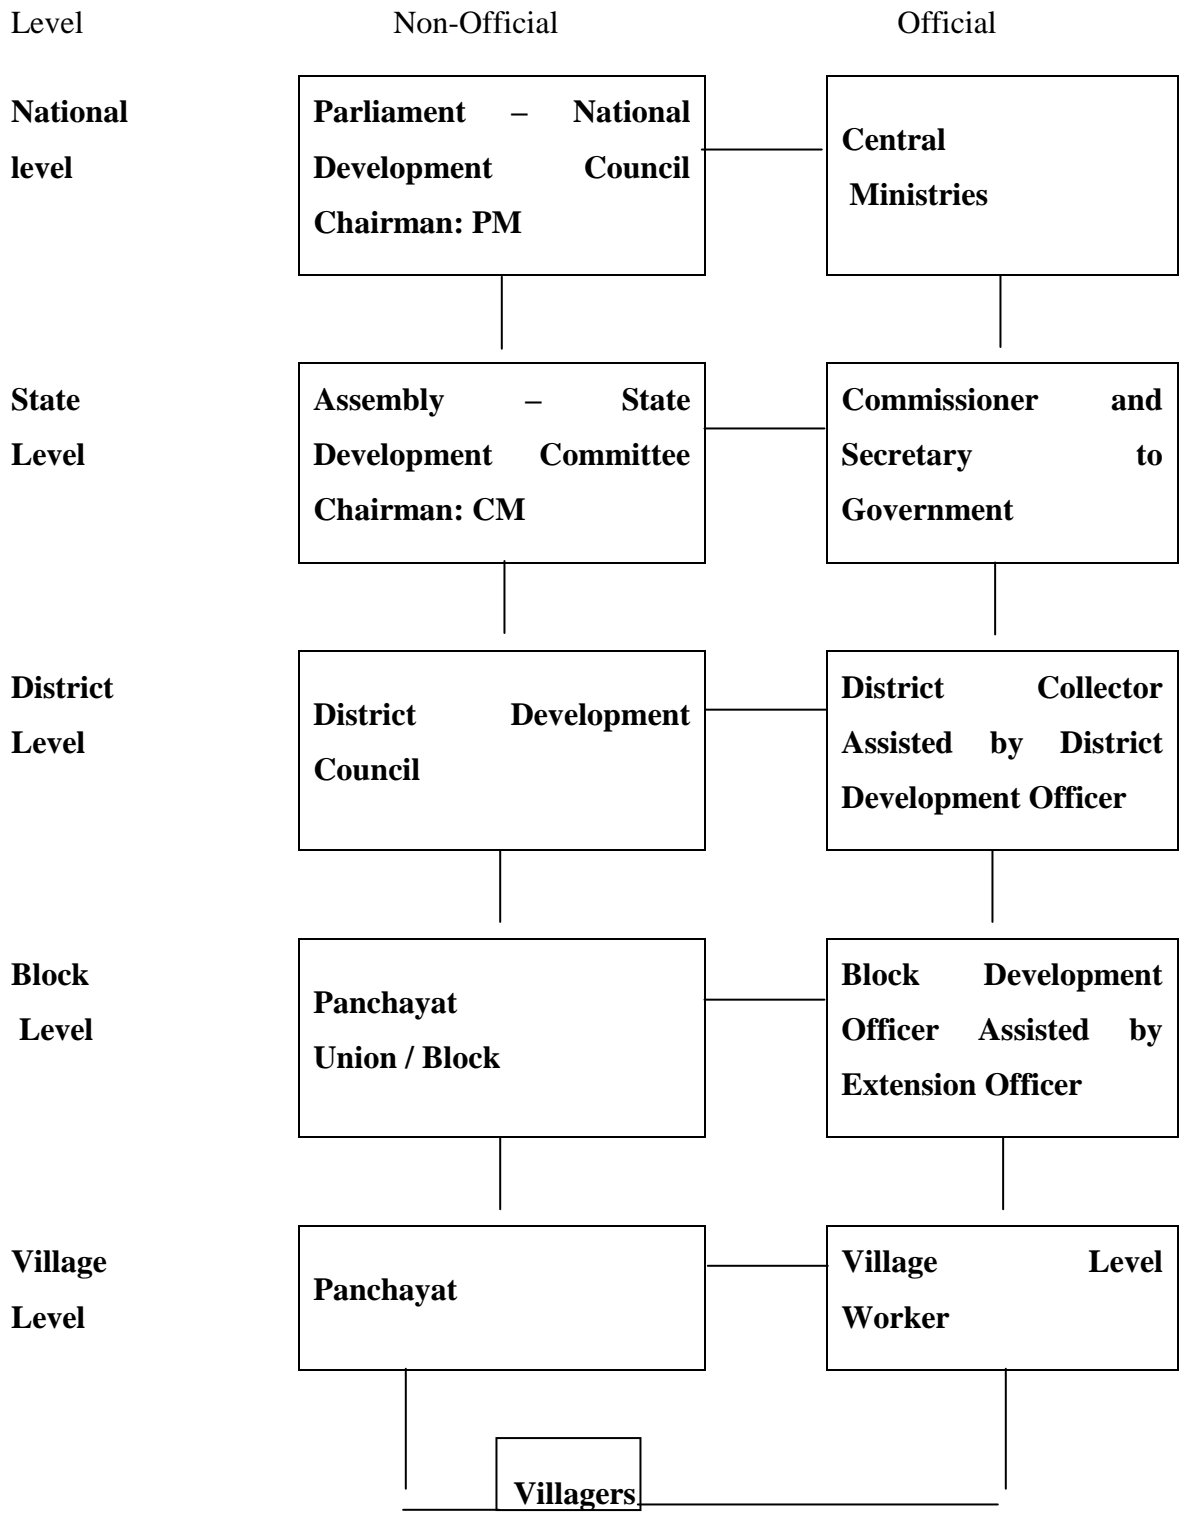 Level Non-Official Official
National
level
Parliament – National
Development Council
Chairman: PM
Central
Ministries
State
Level
Assembly – State
Development Committee
Chairman: CM
Commissioner and
Secretary to
Government
District
Level
District Development
Council
District Collector
Assisted by District
Development Officer
Block
Level
Panchayat
Union / Block
Block Development
Officer Assisted by
Extension Officer
Village
Level
Panchayat
Village Level
Worker
Villagers